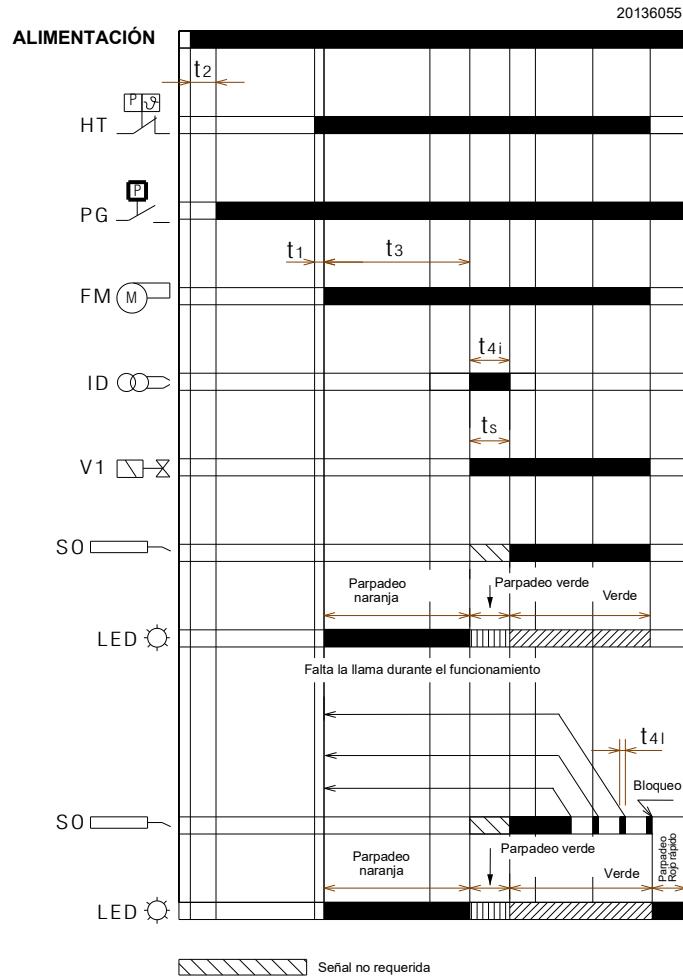 20136055
ALIMENTACIÓN
t2
P ϑ
HT
P
PG
t1 t3
FM M
t4i
ID
ts
V1
SO
Parpadeo naranja
Parpadeo verde
Verde
LED
Falta la llama durante el funcionamiento
t4l
Bloqueo
SO
Parpadeo naranja
Parpadeo verde
Verde
Parpadeo
Rojo rápido
LED
Señal no requerida